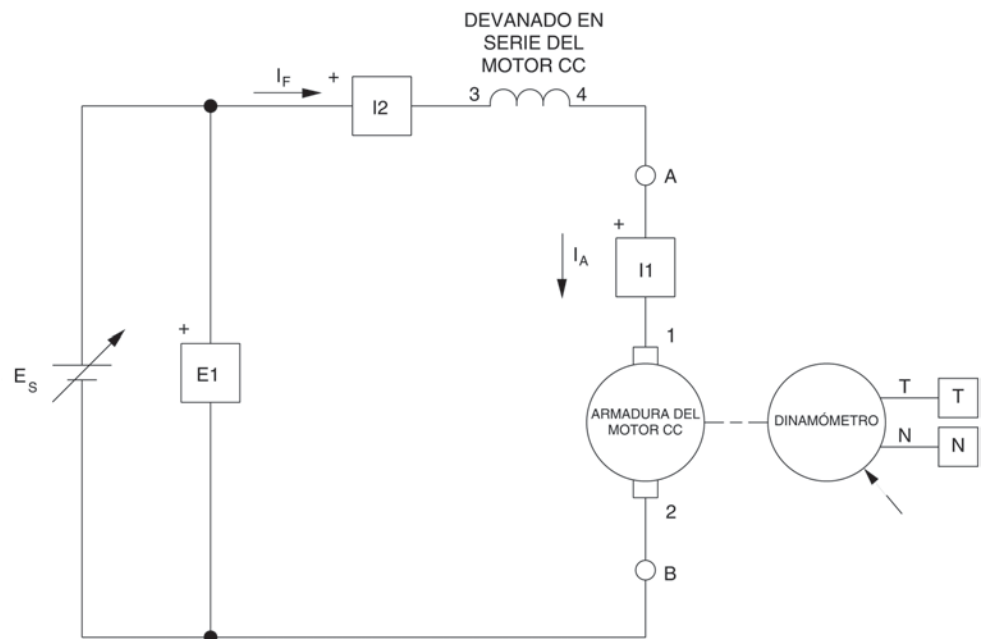 DEVANADO EN
SERIE DEL
MOTOR CC
I_F
+
I2
3
4
A
+
I1
I_A
1
+
E1
E_S
ARMADURA DEL
MOTOR CC
DINAMÓMETRO
T
T
N
N
2
B